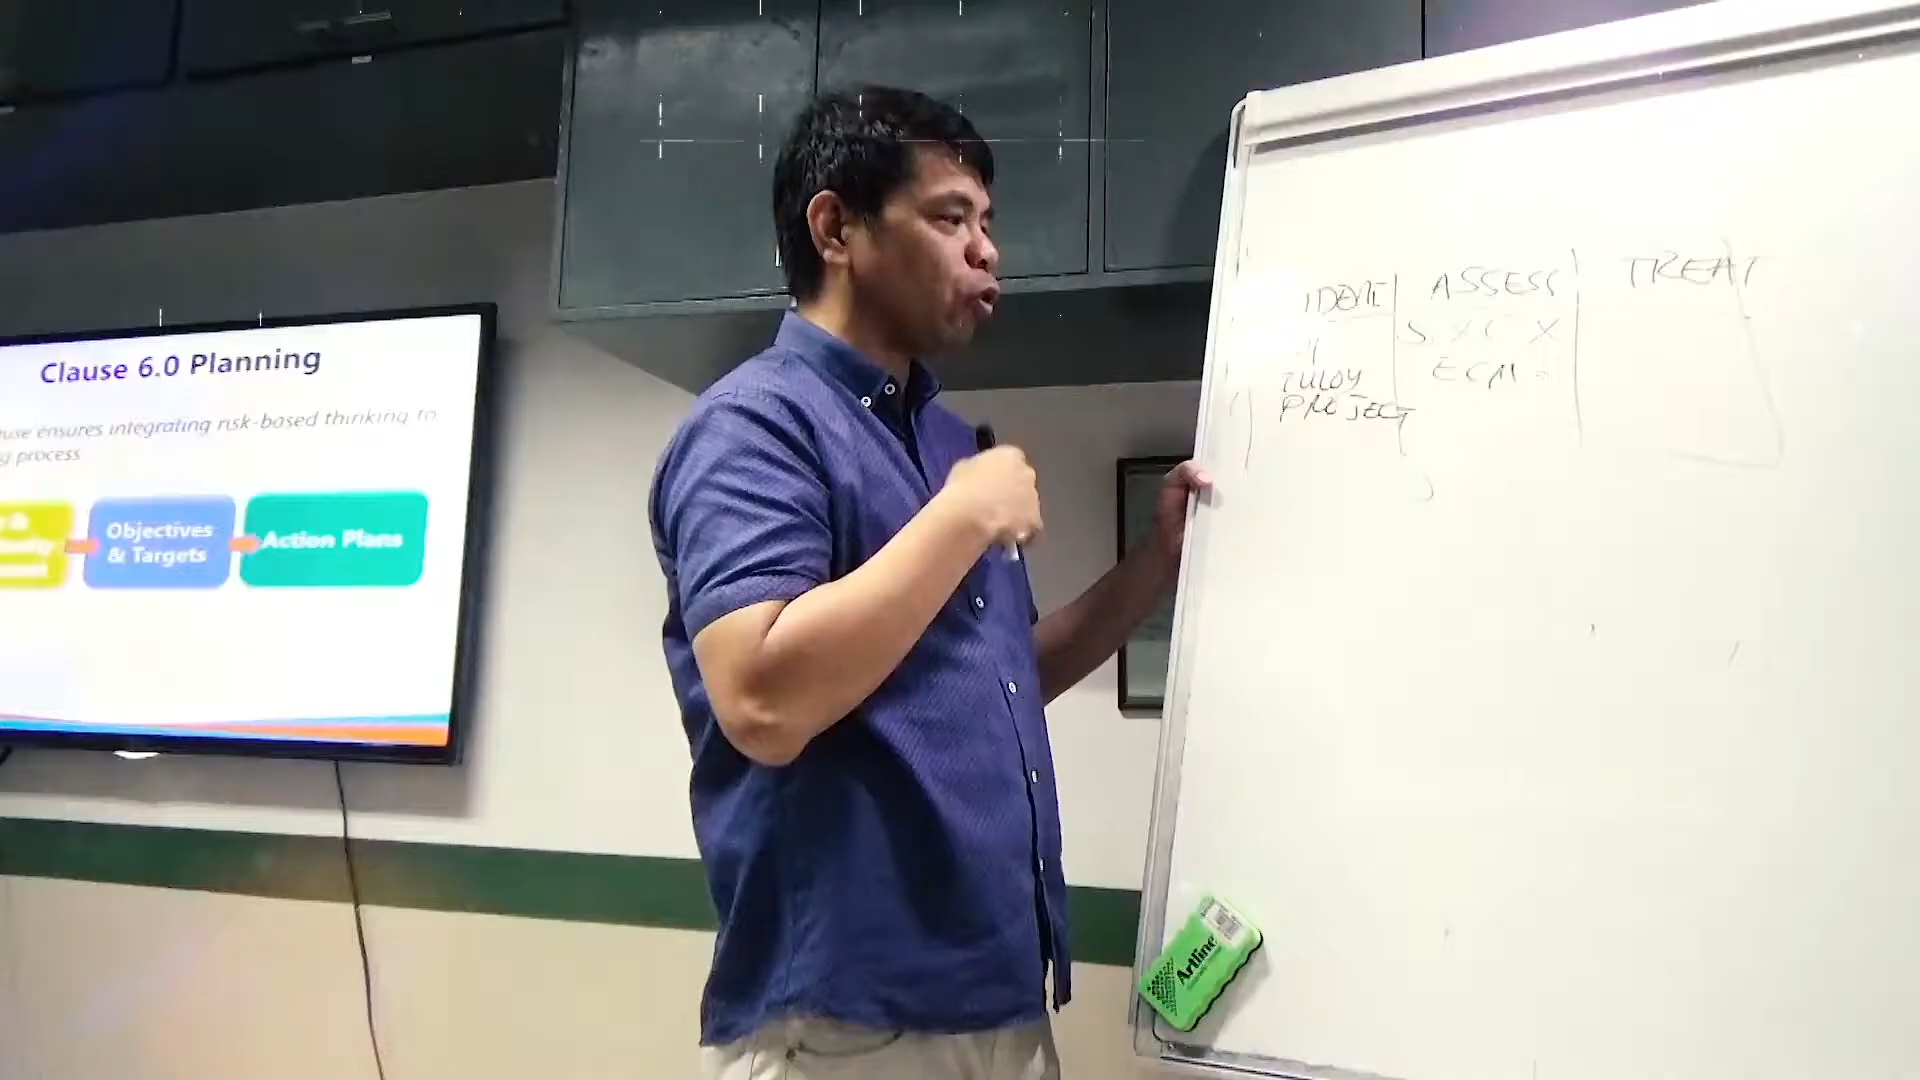 Clause 6.0 Planning
ensures integrating risk-based thinking to
process
Objectives
& Targets
Action Plans
IDENT ASSESS TREAT
ECM =
TULOY
PROJECT
Artline